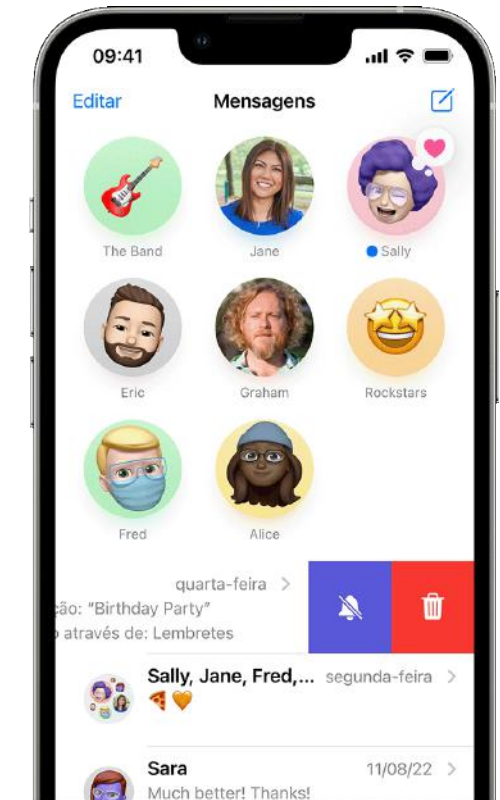 09:41
Editar Mensagens
The Band Jane Sally
Eric Graham Rockstars
Fred Alice
quarta-feira
ção: “Birthday Party”
o através de: Lembretes
Sally, Jane, Fred,... segunda-feira
Sara 11/08/22
Much better! Thanks!